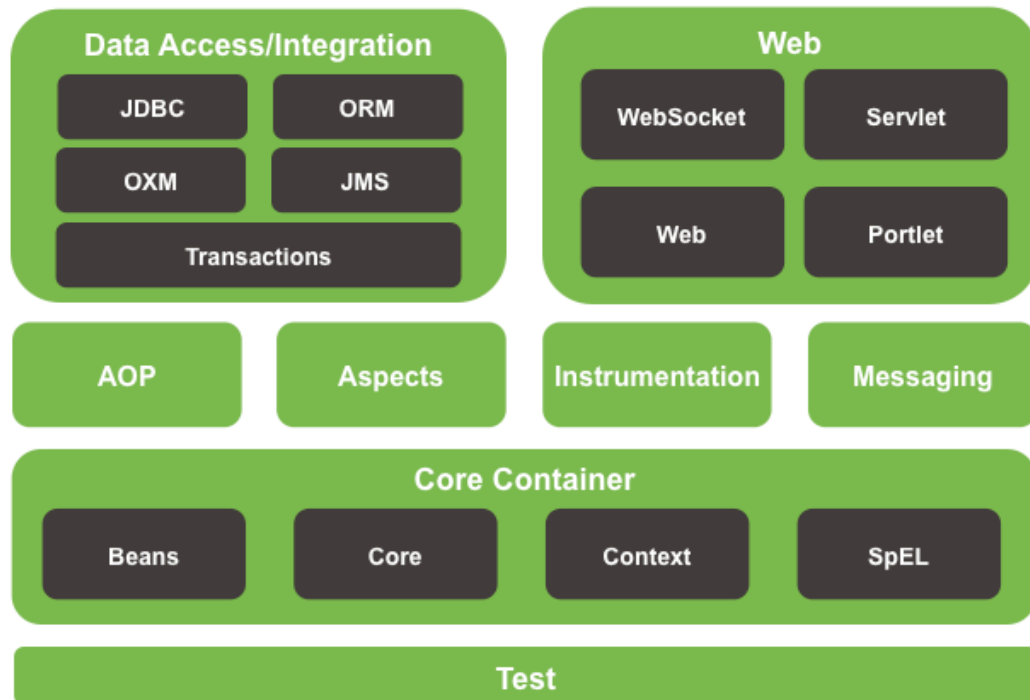 Data Access/Integration
JDBC
ORM
OXM
JMS
Transactions
Web
WebSocket
Servlet
Web
Portlet
AOP
Aspects
Instrumentation
Messaging
Core Container
Beans
Core
Context
SpEL
Test